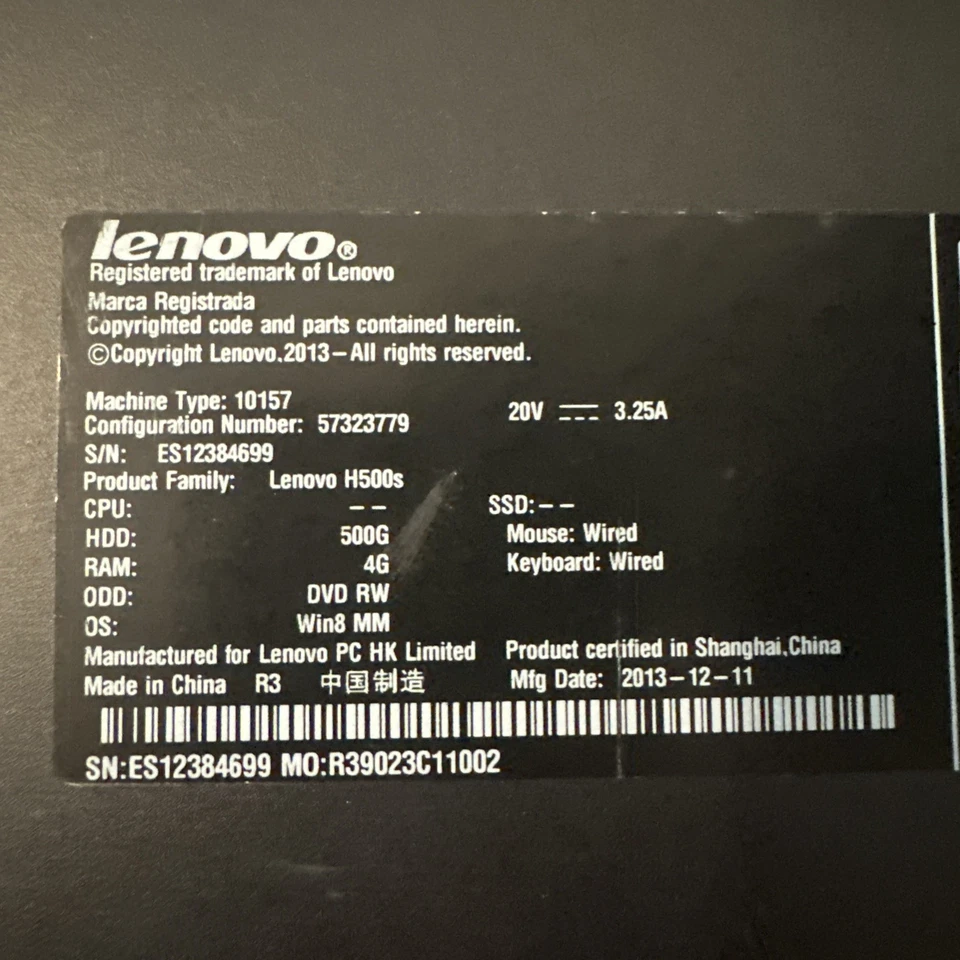 lenovo®
Registered trademark of Lenovo
Marca Registrada
Copyrighted code and parts contained herein.
©Copyright Lenovo.2013–All rights reserved.
Machine Type: 10157
Configuration Number: 57323779
20V ⎓ 3.25A
S/N: ES12384699
Product Family: Lenovo H500s
CPU: –– SSD:––
HDD: 500G Mouse: Wired
RAM: 4G Keyboard: Wired
ODD: DVD RW
OS: Win8 MM
Manufactured for Lenovo PC HK Limited Product certified in Shanghai,China
Made in China R3 中国制造 Mfg Date: 2013–12–11
SN:ES12384699 MO:R39023C11002